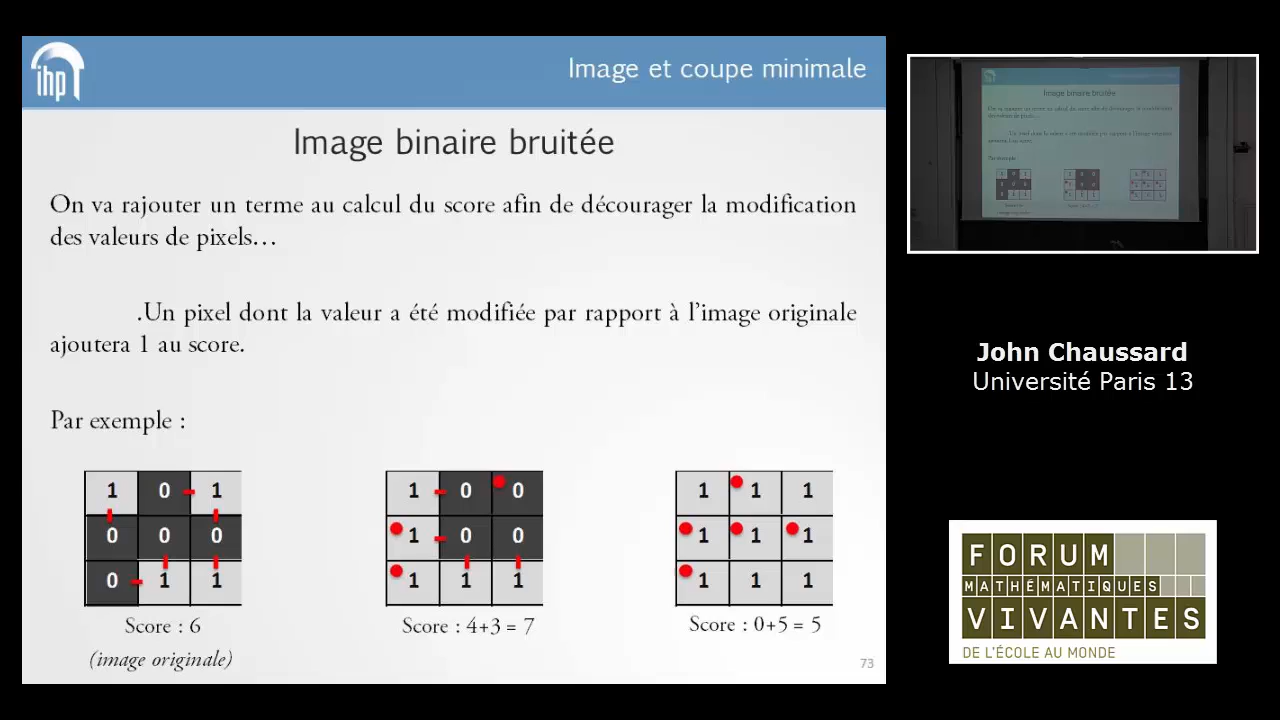 ihp
Image et coupe minimale
Image binaire bruitée
On va rajouter un terme au calcul du score afin de décourager la modification
des valeurs de pixels…
.Un pixel dont la valeur a été modifiée par rapport à l’image originale
ajoutera 1 au score.
Par exemple :
1 0 1
0 0 0
0 1 1
Score : 6
(image originale)
1 0 0
1 0 0
1 1 1
Score : 4+3 = 7
1 1 1
1 1 1
1 1 1
Score : 0+5 = 5
73
Image binaire bruitée
John Chaussard
Université Paris 13
FORUM
MATHÉMATIQUES
VIVANTES
DE L'ÉCOLE AU MONDE